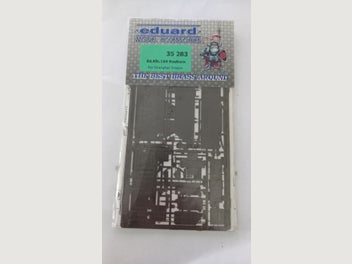 eduard
MODEL ACCESSORIES
35 283
THE BEST BRASS AROUND